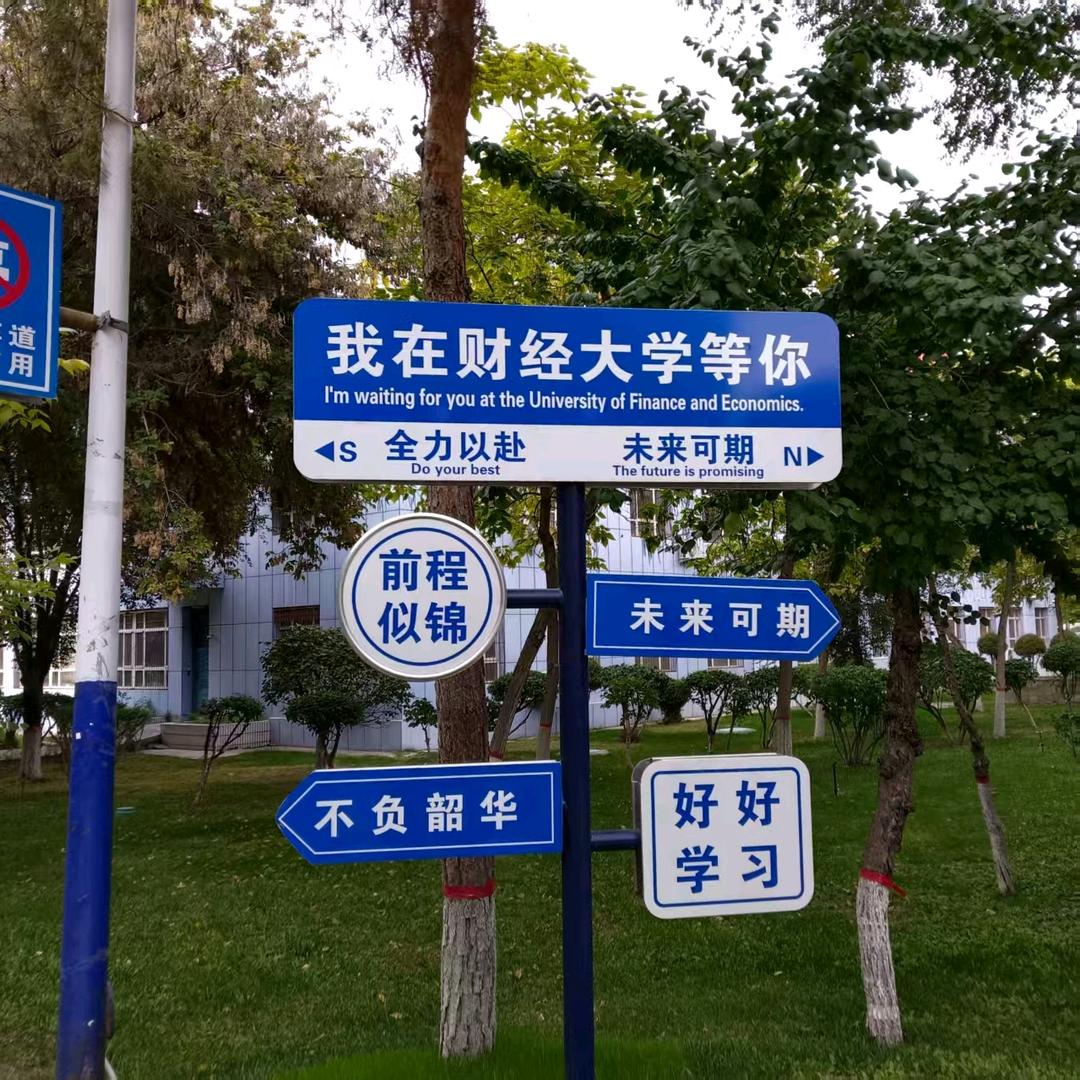 我在财经大学等你
I'm waiting for you at the University of Finance and Economics.
◀S 全力以赴 未来可期 N▶
Do your best The future is promising
前程
似锦
未来可期
不负韶华
好好
学习
道
用